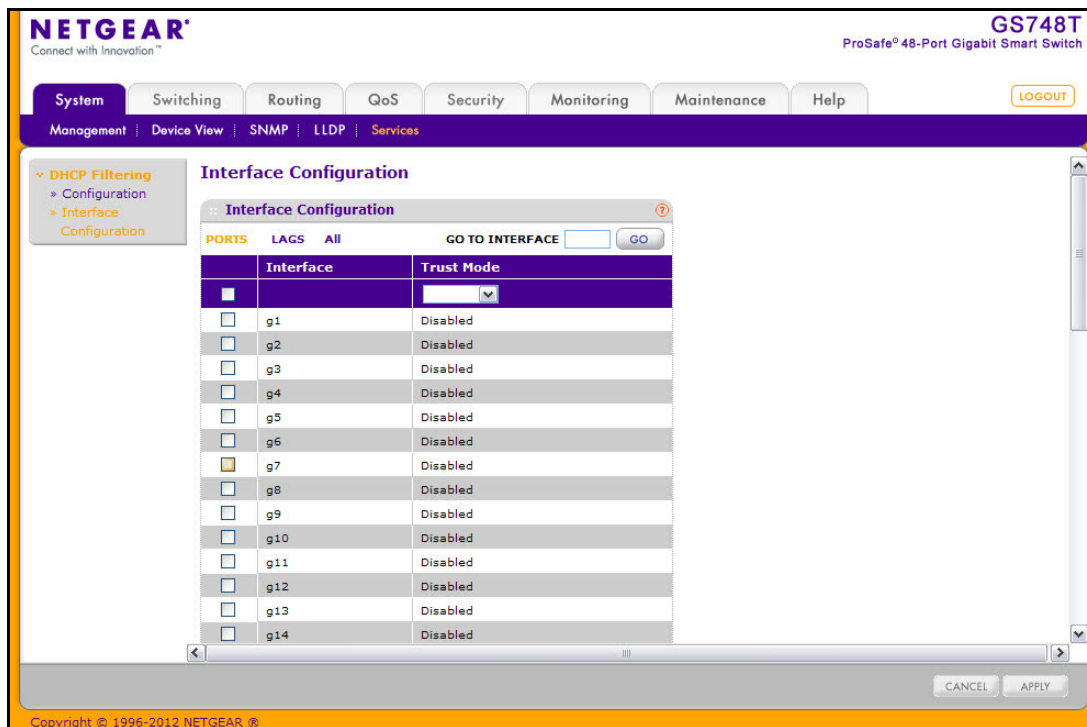 NETGEAR®
Connect with Innovation™
GS748T
ProSafe® 48-Port Gigabit Smart Switch
System Switching Routing QoS Security Monitoring Maintenance Help LOGOUT
Management Device View SNMP LLDP Services
DHCP Filtering
» Configuration
» Interface
Configuration
Interface Configuration
Interface Configuration ?
PORTS LAGS All GO TO INTERFACE GO
Interface Trust Mode
g1 Disabled
g2 Disabled
g3 Disabled
g4 Disabled
g5 Disabled
g6 Disabled
g7 Disabled
g8 Disabled
g9 Disabled
g10 Disabled
g11 Disabled
g12 Disabled
g13 Disabled
g14 Disabled
CANCEL APPLY
Copyright © 1996-2012 NETGEAR ®